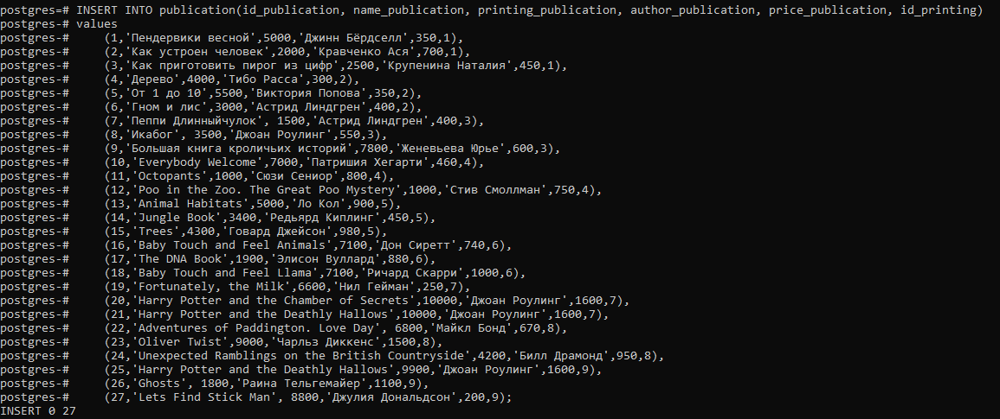 postgres=# INSERT INTO publication(id_publication, name_publication, printing_publication, author_publication, price_publication, id_printing)
postgres-# values
postgres-#     (1,'Пендервики весной',5000,'Джинн Бёрдселл',350,1),
postgres-#     (2,'Как устроен человек',2000,'Кравченко Ася',700,1),
postgres-#     (3,'Как приготовить пирог из цифр',2500,'Крупенина Наталия',450,1),
postgres-#     (4,'Дерево',4000,'Тибо Расса',300,2),
postgres-#     (5,'От 1 до 10',5500,'Виктория Попова',350,2),
postgres-#     (6,'Гном и лис',3000,'Астрид Линдгрен',400,2),
postgres-#     (7,'Пеппи Длинныйчулок', 1500,'Астрид Линдгрен',400,3),
postgres-#     (8,'Икабог', 3500,'Джоан Роулинг',550,3),
postgres-#     (9,'Большая книга кроличьих историй',7800,'Женевьева Юрье',600,3),
postgres-#     (10,'Everybody Welcome',7000,'Патришия Хегарти',460,4),
postgres-#     (11,'Octopants',1000,'Сюзи Сениор',800,4),
postgres-#     (12,'Poo in the Zoo. The Great Poo Mystery',1000,'Стив Смоллман',750,4),
postgres-#     (13,'Animal Habitats',5000,'Ло Кол',900,5),
postgres-#     (14,'Jungle Book',3400,'Редьярд Киплинг',450,5),
postgres-#     (15,'Trees',4300,'Говард Джейсон',980,5),
postgres-#     (16,'Baby Touch and Feel Animals',7100,'Дон Сиретт',740,6),
postgres-#     (17,'The DNA Book',1900,'Элисон Вуллард',880,6),
postgres-#     (18,'Baby Touch and Feel Llama',7100,'Ричард Скарри',1000,6),
postgres-#     (19,'Fortunately, the Milk',6600,'Нил Гейман',250,7),
postgres-#     (20,'Harry Potter and the Chamber of Secrets',10000,'Джоан Роулинг',1600,7),
postgres-#     (21,'Harry Potter and the Deathly Hallows',10000,'Джоан Роулинг',1600,7),
postgres-#     (22,'Adventures of Paddington. Love Day', 6800,'Майкл Бонд',670,8),
postgres-#     (23,'Oliver Twist',9000,'Чарльз Диккенс',1500,8),
postgres-#     (24,'Unexpected Ramblings on the British Countryside',4200,'Билл Драмонд',950,8),
postgres-#     (25,'Harry Potter and the Deathly Hallows',9900,'Джоан Роулинг',1600,9),
postgres-#     (26,'Ghosts', 1800,'Раина Тельгемайер',1100,9),
postgres-#     (27,'Lets Find Stick Man', 8800,'Джулия Дональдсон',200,9);
INSERT 0 27